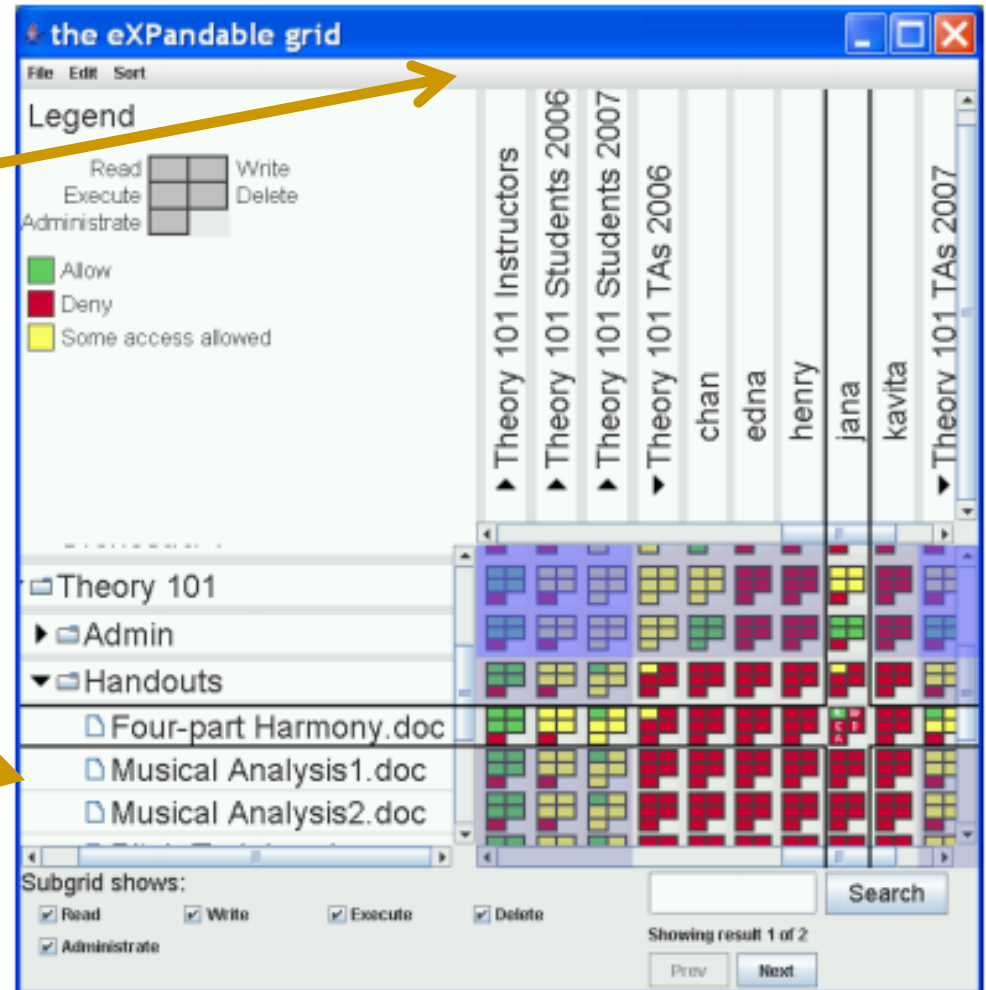 the eXPandable grid
File Edit Sort
Legend
Read Write
Execute Delete
Administrate
Allow
Deny
Some access allowed
Theory 101 Instructors
Theory 101 Students 2006
Theory 101 Students 2007
Theory 101 TAs 2006
chan
edna
henry
jana
kavita
Theory 101 TAs 2007
Theory 101
Admin
Handouts
Four-part Harmony.doc
Musical Analysis1.doc
Musical Analysis2.doc
Subgrid shows:
Read Write Execute Delete
Administrate
Search
Showing result 1 of 2
Prev Next